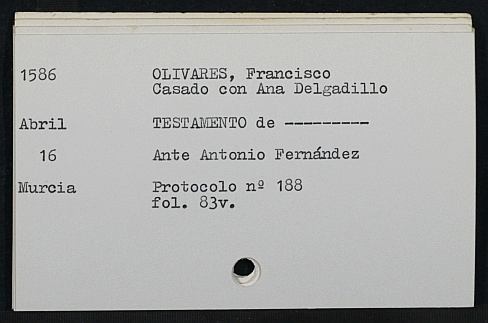 1586 OLIVARES, Francisco
Casado con Ana Delgadillo
Abril TESTAMENTO de ---------
16 Ante Antonio Fernández
Murcia Protocolo nº 188
fol. 83v.